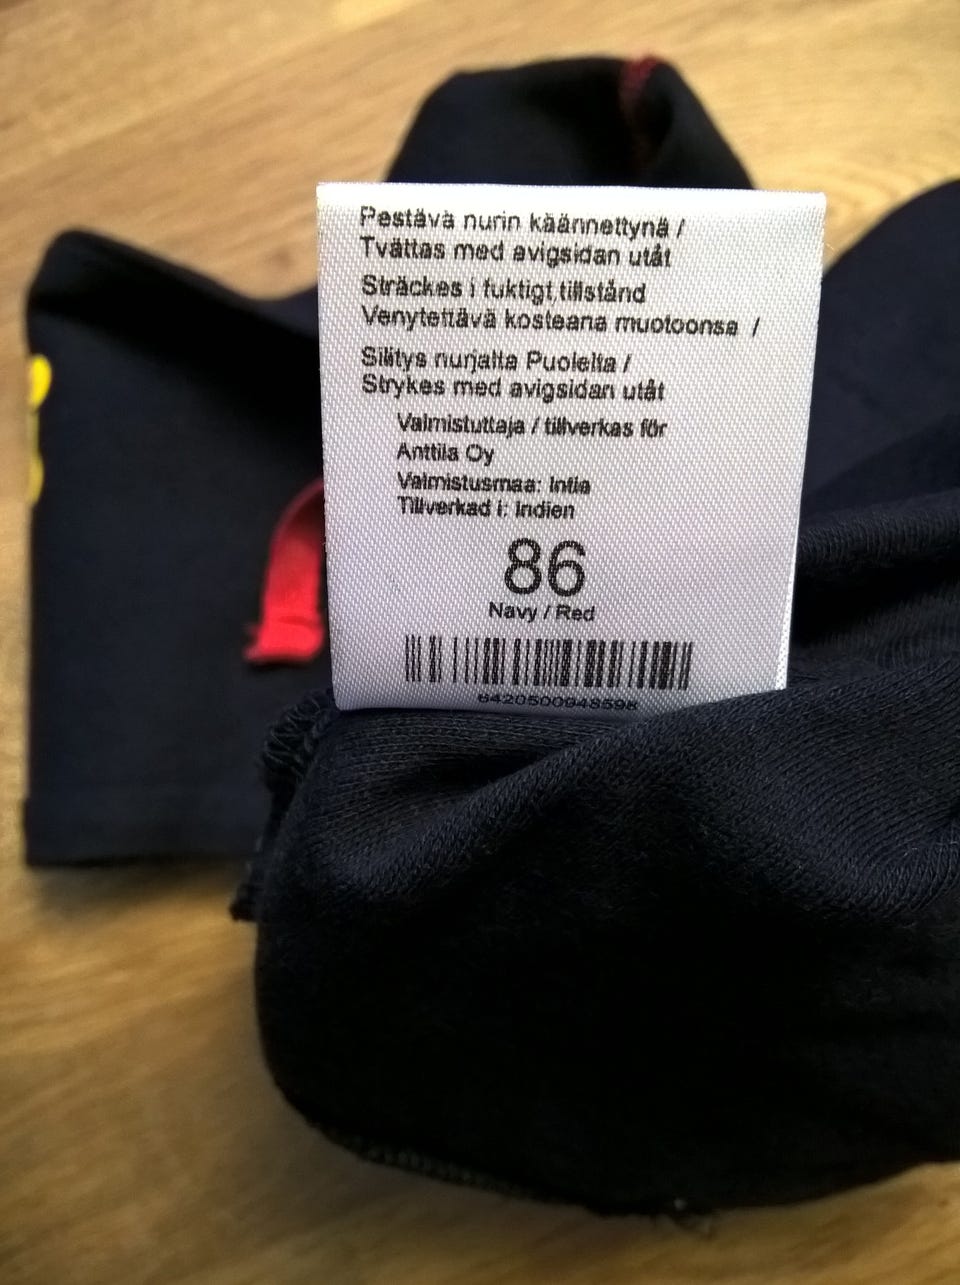 Pestävä nurin käännettynä /
Tvättas med avigsidan utåt
Sträckes i fuktigt tillstånd
Venytettävä kosteana muotoonsa /
Silitys nurjalta Puolelta /
Strykes med avigsidan utåt
Valmistuttaja / tillverkas för
Anttila Oy
Valmistusmaa: Intia
Tillverkad i: Indien
86
Navy / Red
6420500948598